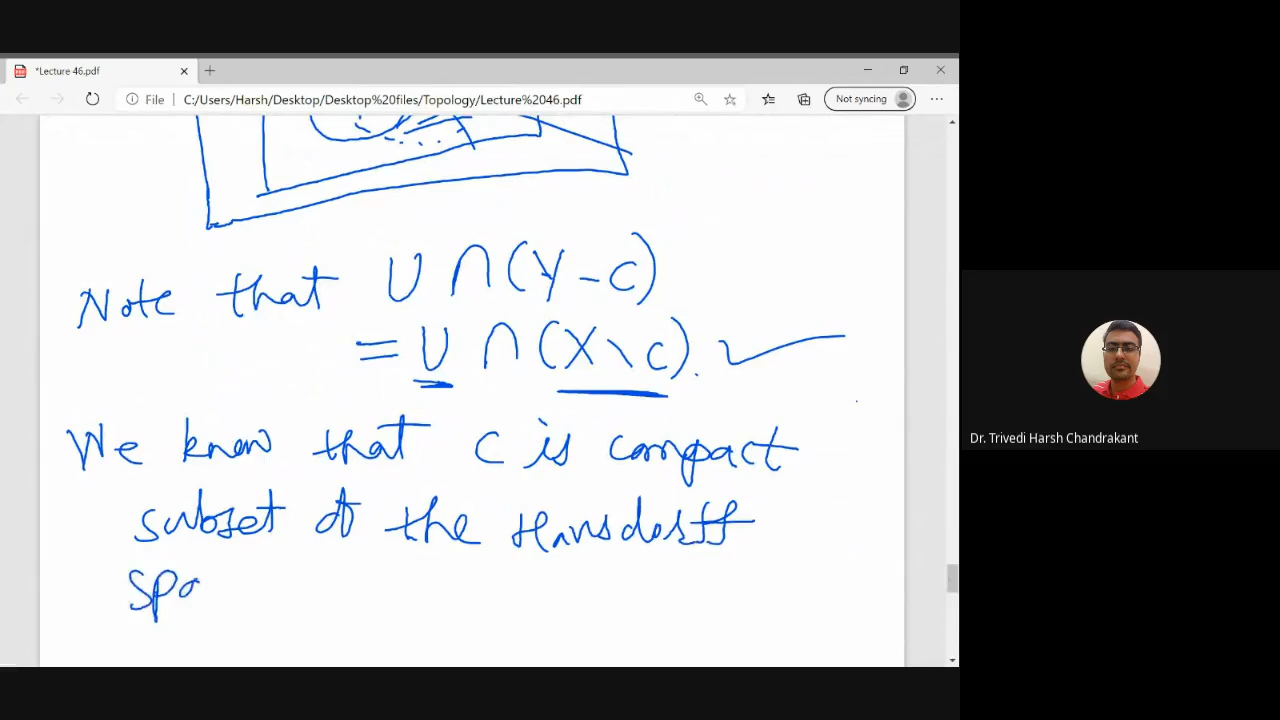 *Lecture 46.pdf
File
C:/Users/Harsh/Desktop/Desktop%20files/Topology/Lecture%2046.pdf
Not syncing
Note that U ∩ (Y - C)
= U ∩ (X \ C).
We know that C is compact
subset of the Hausdorff
spa
Dr. Trivedi Harsh Chandrakant